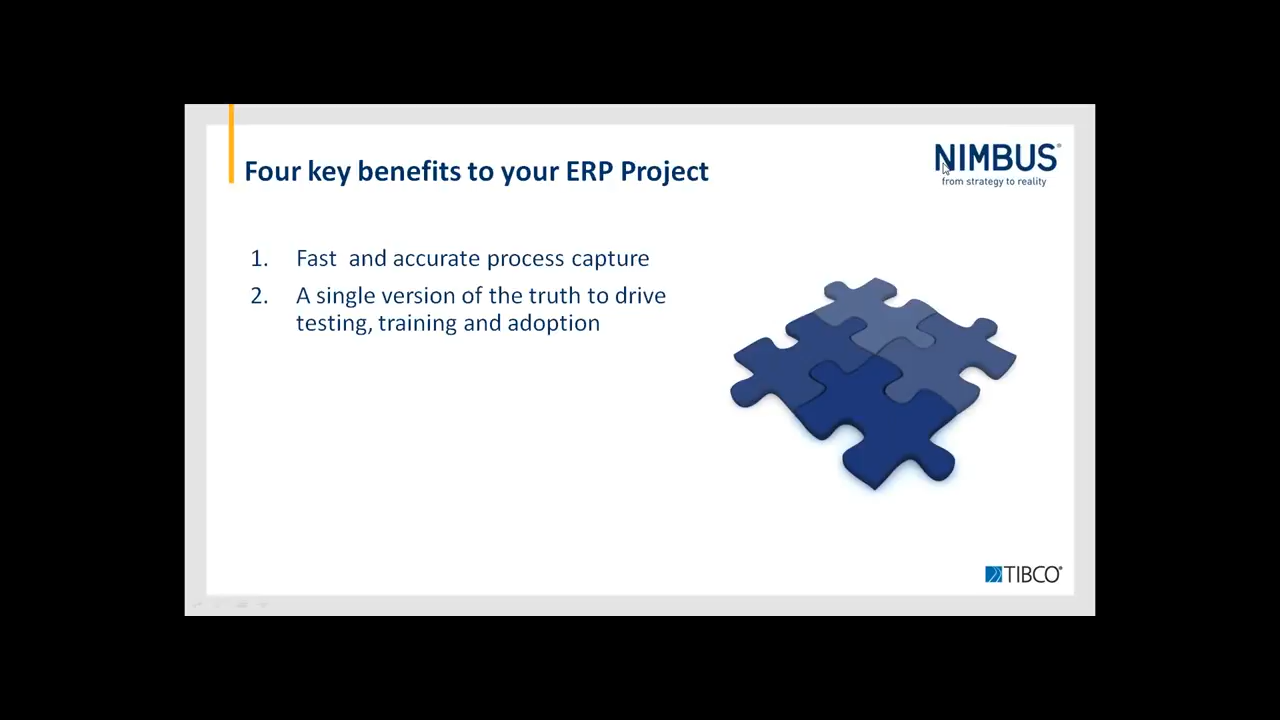 Four key benefits to your ERP Project
NIMBUS®
from strategy to reality
1. Fast and accurate process capture
2. A single version of the truth to drive
testing, training and adoption
TIBCO®